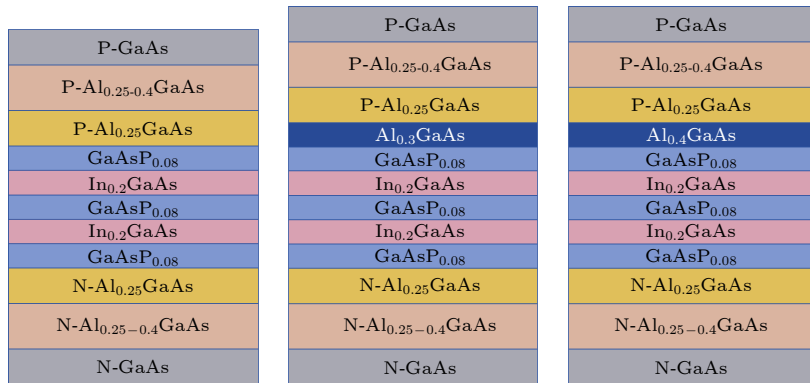 P-GaAs
P-Al0.25-0.4GaAs
P-Al0.25GaAs
GaAsP0.08
In0.2GaAs
GaAsP0.08
In0.2GaAs
GaAsP0.08
N-Al0.25GaAs
N-Al0.25−0.4GaAs
N-GaAs
P-GaAs
P-Al0.25-0.4GaAs
P-Al0.25GaAs
Al0.3GaAs
GaAsP0.08
In0.2GaAs
GaAsP0.08
In0.2GaAs
GaAsP0.08
N-Al0.25GaAs
N-Al0.25−0.4GaAs
N-GaAs
P-GaAs
P-Al0.25-0.4GaAs
P-Al0.25GaAs
Al0.4GaAs
GaAsP0.08
In0.2GaAs
GaAsP0.08
In0.2GaAs
GaAsP0.08
N-Al0.25GaAs
N-Al0.25−0.4GaAs
N-GaAs